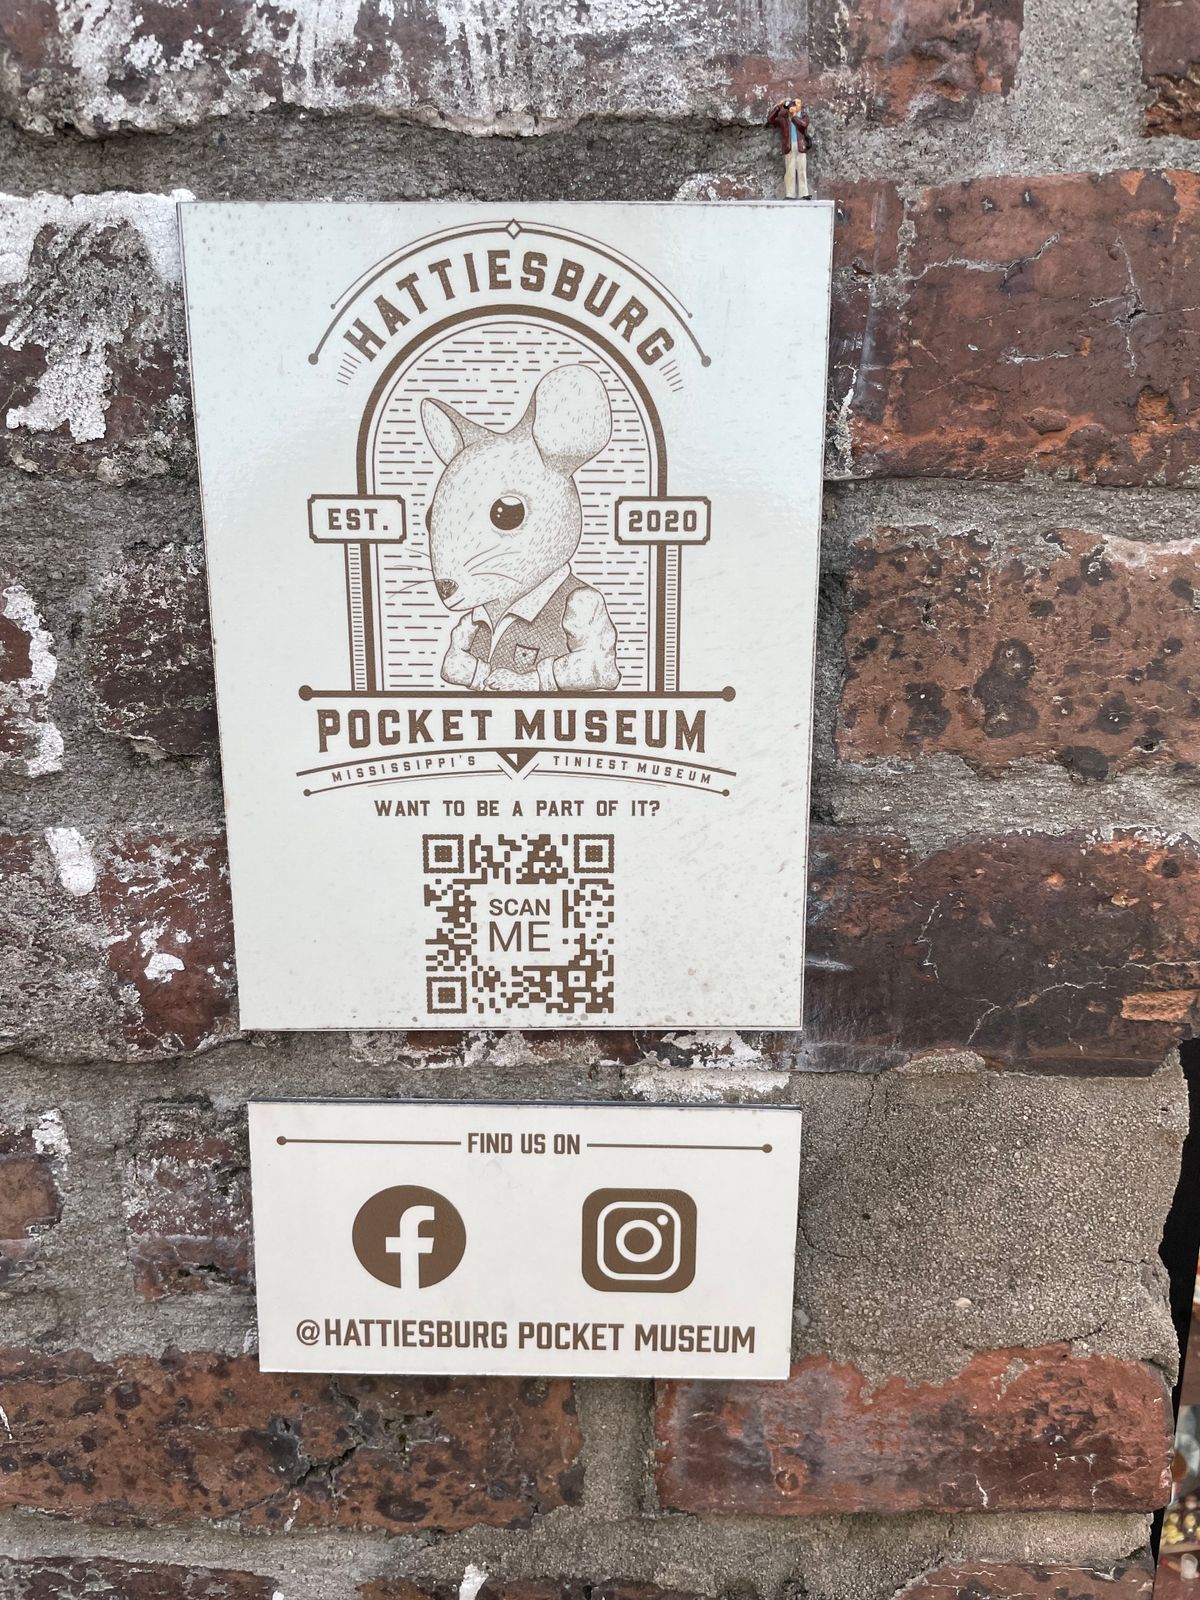 HATTIESBURG
EST. 2020
POCKET MUSEUM
MISSISSIPPI'S TINIEST MUSEUM
WANT TO BE A PART OF IT?
SCAN
ME
FIND US ON
@HATTIESBURG POCKET MUSEUM